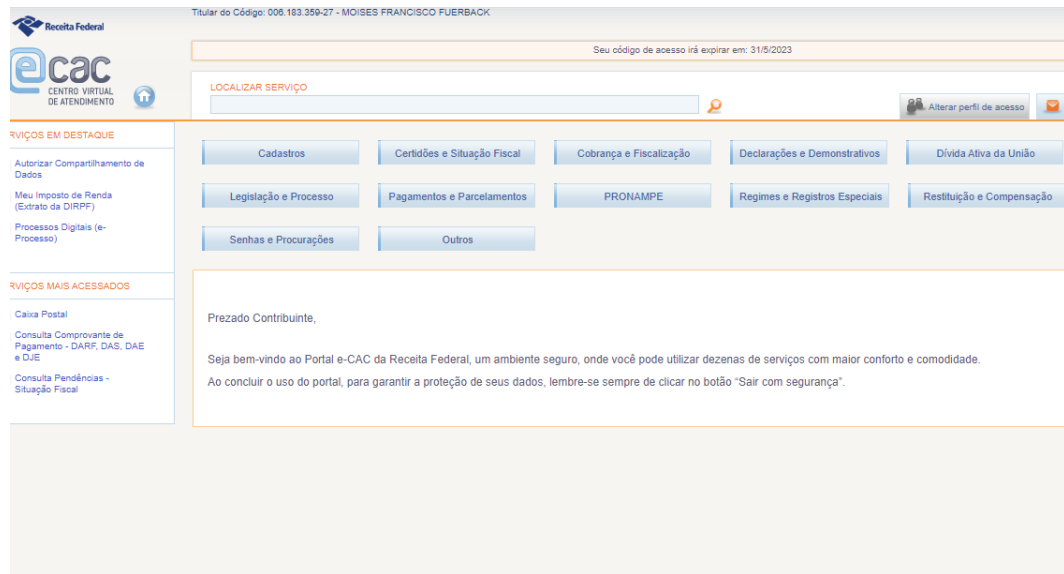 Titular do Código: 006.183.359-27 - MOISES FRANCISCO FUERBACK
Receita Federal
Seu código de acesso irá expirar em: 31/5/2023
ecac
CENTRO VIRTUAL
DE ATENDIMENTO
LOCALIZAR SERVIÇO
Alterar perfil de acesso
RVIÇOS EM DESTAQUE
Autorizar Compartilhamento de
Dados
Meu Imposto de Renda
(Extrato da DIRPF)
Processos Digitais (e-
Processo)
RVIÇOS MAIS ACESSADOS
Caixa Postal
Consulta Comprovante de
Pagamento - DARF, DAS, DAE
e DJE
Consulta Pendências -
Situação Fiscal
Cadastros
Certidões e Situação Fiscal
Cobrança e Fiscalização
Declarações e Demonstrativos
Dívida Ativa da União
Legislação e Processo
Pagamentos e Parcelamentos
PRONAMPE
Regimes e Registros Especiais
Restituição e Compensação
Senhas e Procurações
Outros
Prezado Contribuinte,
Seja bem-vindo ao Portal e-CAC da Receita Federal, um ambiente seguro, onde você pode utilizar dezenas de serviços com maior conforto e comodidade.
Ao concluir o uso do portal, para garantir a proteção de seus dados, lembre-se sempre de clicar no botão “Sair com segurança”.